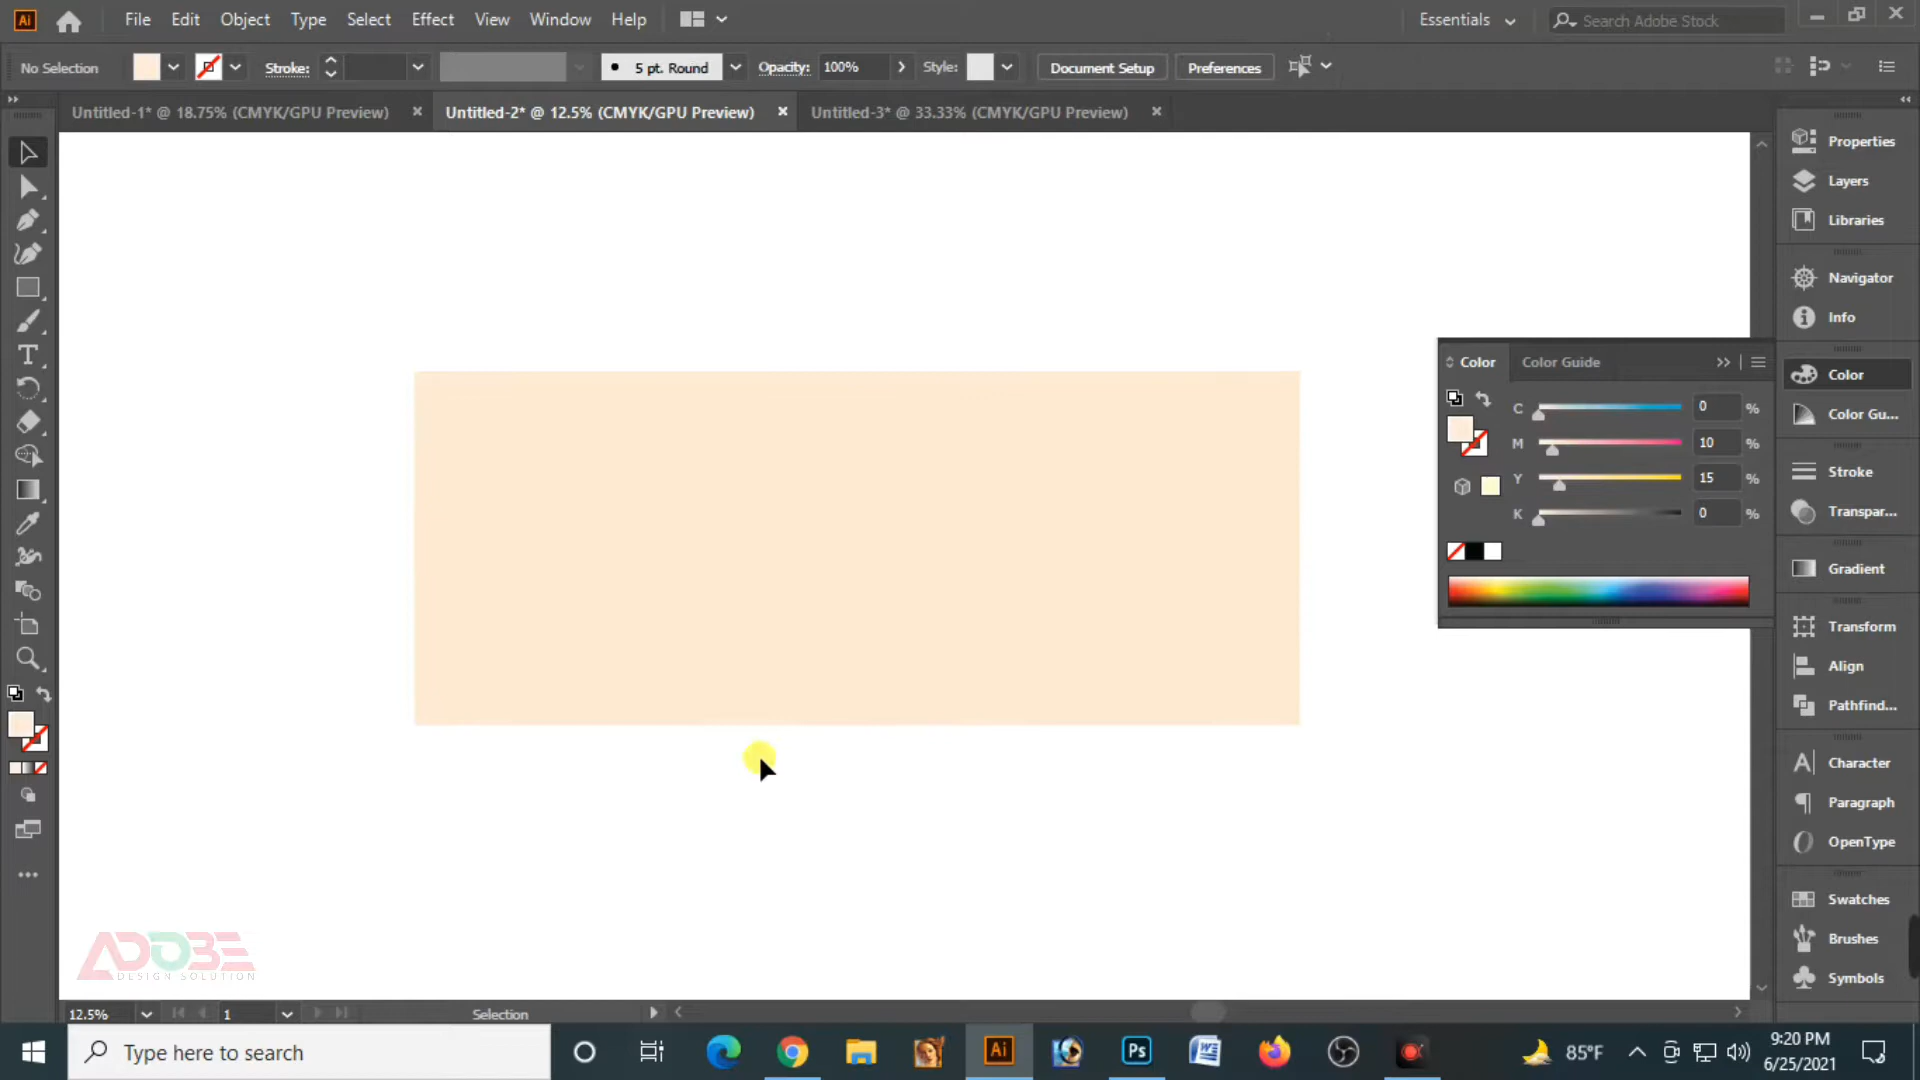 Ai File Edit Object Type Select Effect View Window Help Essentials Search Adobe Stock
No Selection Stroke: 5 pt. Round Opacity: 100% Style: Document Setup Preferences
Untitled-1* @ 18.75% (CMYK/GPU Preview) Untitled-2* @ 12.5% (CMYK/GPU Preview) Untitled-3* @ 33.33% (CMYK/GPU Preview)
Properties
Layers
Libraries
Navigator
Info
Color Color Guide
C 0 %
M 10 %
Y 15 %
K 0 %
Color
Color Gu...
Stroke
Transpar...
Gradient
Transform
Align
Pathfind...
Character
Paragraph
OpenType
Swatches
Brushes
Symbols
ADOBE
DESIGN SOLUTION
12.5% 1 Selection
Type here to search Ai Ps 85°F 9:20 PM
6/25/2021